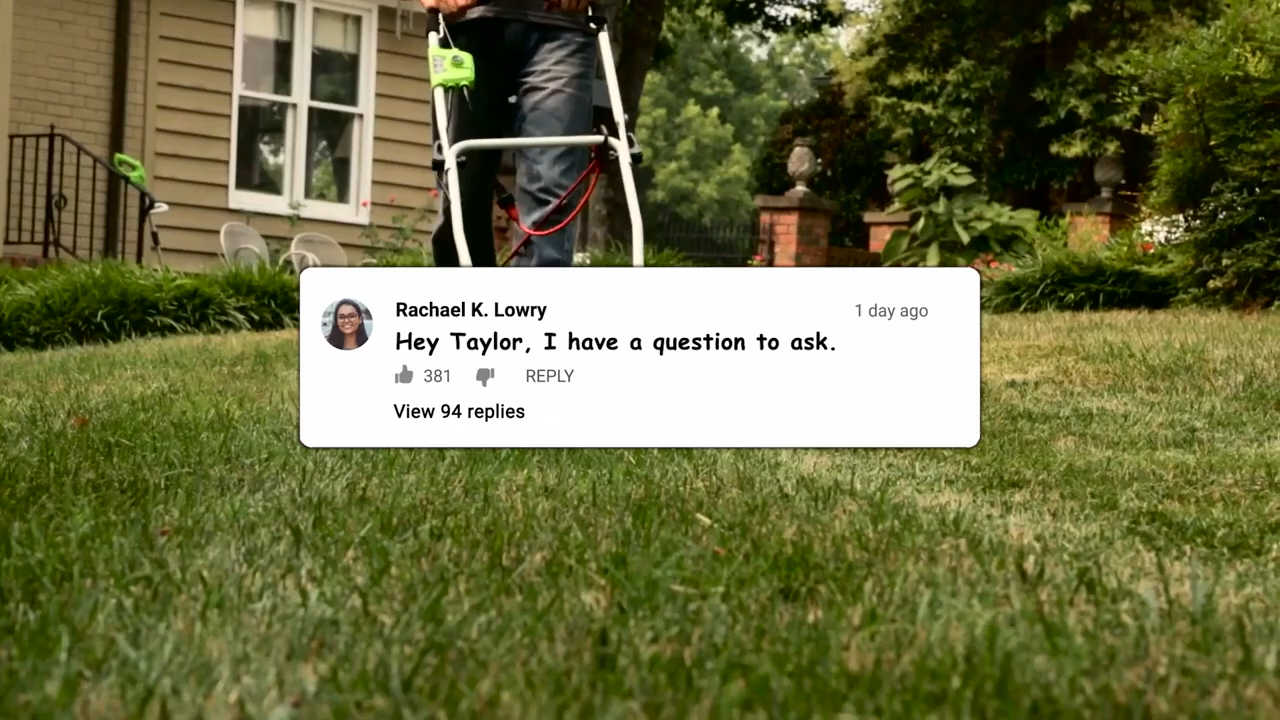 Rachael K. Lowry 1 day ago
Hey Taylor, I have a question to ask.
381 REPLY
View 94 replies